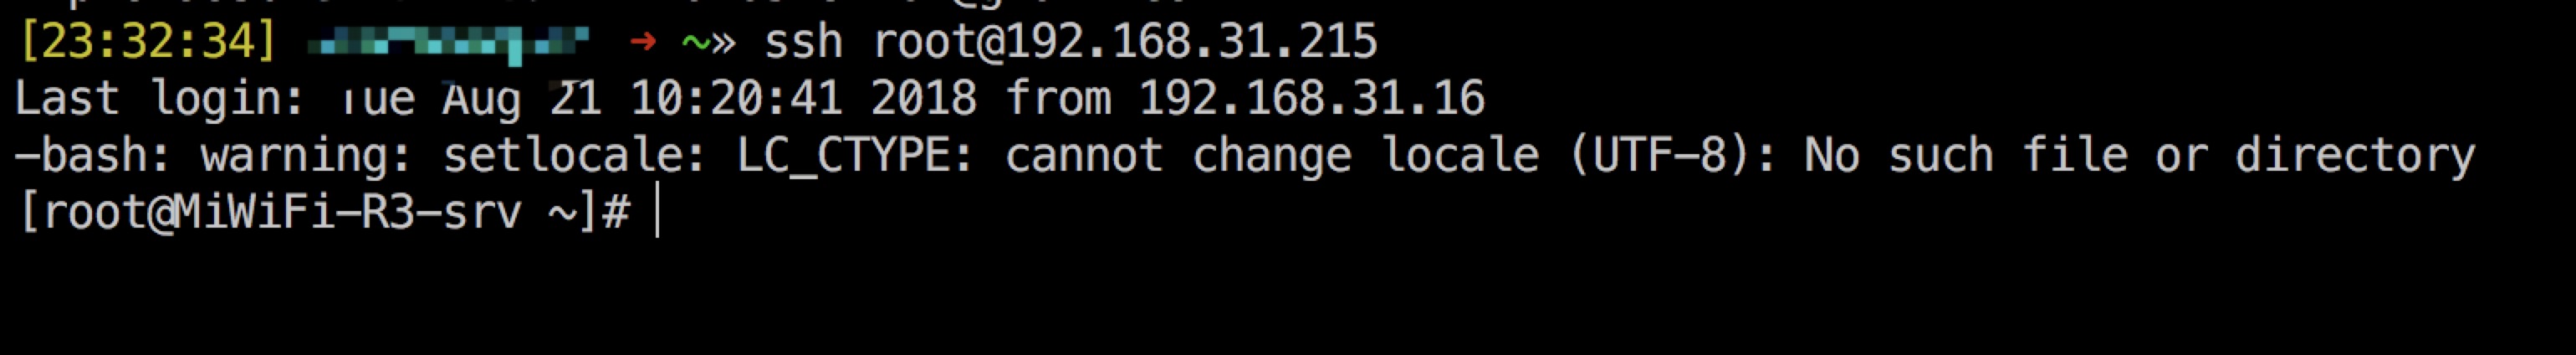 [23:32:34] → ~» ssh root@192.168.31.215
Last login: Tue Aug 21 10:20:41 2018 from 192.168.31.16
-bash: warning: setlocale: LC_CTYPE: cannot change locale (UTF-8): No such file or directory
[root@MiWiFi-R3-srv ~]#